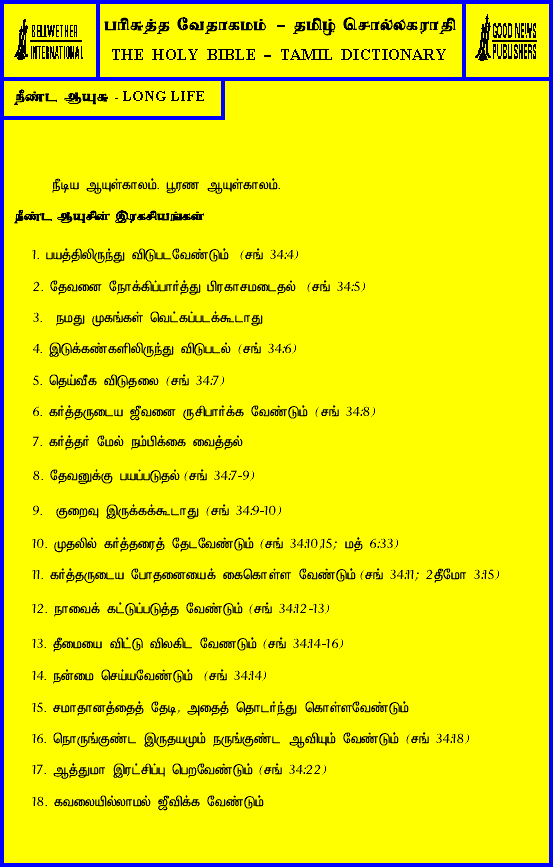 BELLWETHER
INTERNATIONAL
பரிசுத்த வேதாகமம் – தமிழ் சொல்லகராதி
THE HOLY BIBLE – TAMIL DICTIONARY
GOOD NEWS
PUBLISHERS
நீண்ட ஆயுசு - LONG LIFE
நீடிய ஆயுள்காலம். பூரண ஆயுள்காலம்.
நீண்ட ஆயுசின் இரகசியங்கள்
1. பயத்திலிருந்து விடுபடவேண்டும் (சங் 34:4)
2. தேவனை நோக்கிப்பார்த்து பிரகாசமடைதல் (சங் 34:5)
3. நமது முகங்கள் வெட்கப்படக்கூடாது
4. இடுக்கண்களிலிருந்து விடுபடல் (சங் 34:6)
5. தெய்வீக விடுதலை (சங் 34:7)
6. கர்த்தருடைய ஜீவனை ருசிபார்க்க வேண்டும் (சங் 34:8)
7. கர்த்தர் மேல் நம்பிக்கை வைத்தல்
8. தேவனுக்கு பயப்படுதல் (சங் 34:7-9)
9. குறைவு இருக்கக்கூடாது (சங் 34:9-10)
10. முதலில் கர்த்தரைத் தேடவேண்டும் (சங் 34:10,15; மத் 6:33)
11. கர்த்தருடைய போதனையைக் கைகொள்ள வேண்டும் (சங் 34:11; 2தீமோ 3:15)
12. நாவைக் கட்டுப்படுத்த வேண்டும் (சங் 34:12-13)
13. தீமையை விட்டு விலகிட வேணடும் (சங் 34:14-16)
14. நன்மை செய்யவேண்டும் (சங் 34:14)
15. சமாதானத்தைத் தேடி, அதைத் தொடர்ந்து கொள்ளவேண்டும்
16. நொருங்குண்ட இருதயமும் நருங்குண்ட ஆவியும் வேண்டும் (சங் 34:18)
17. ஆத்துமா இரட்சிப்பு பெறவேண்டும் (சங் 34:22)
18. கவலையில்லாமல் ஜீவிக்க வேண்டும்